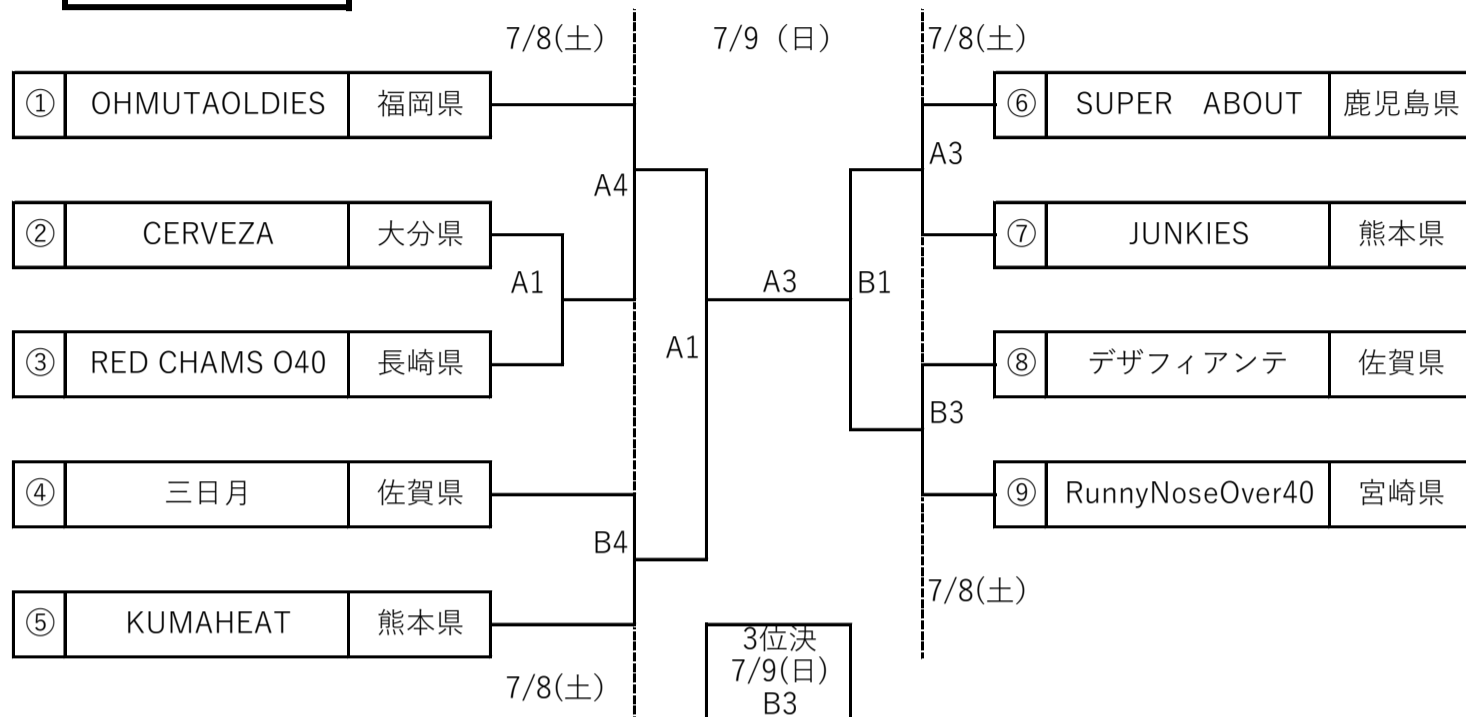 7/8(土)
7/9（日）
7/8(土)
① OHMUTAOLDIES 福岡県
⑥ SUPER　ABOUT 鹿児島県
A3
A4
② CERVEZA 大分県
⑦ JUNKIES 熊本県
A1
A3
B1
A1
③ RED CHAMS O40 長崎県
⑧ デザフィアンテ 佐賀県
B3
④ 三日月 佐賀県
⑨ RunnyNoseOver40 宮崎県
B4
7/8(土)
⑤ KUMAHEAT 熊本県
3位決
7/9(日)
B3
7/8(土)